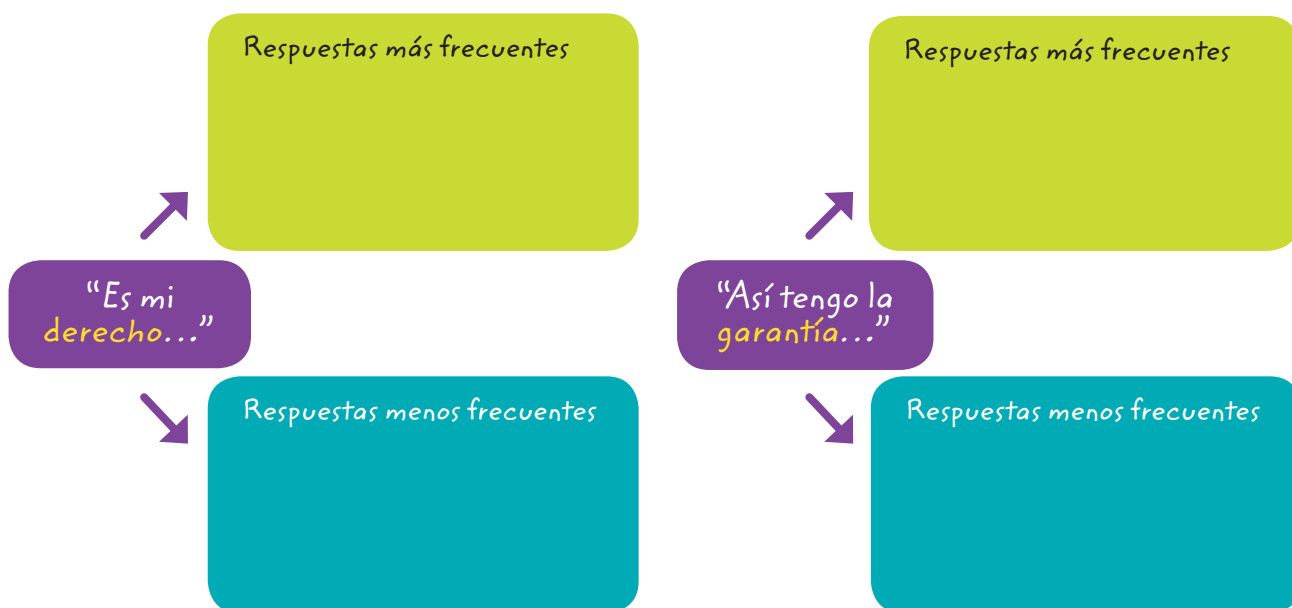 Respuestas más frecuentes
“Es mi
derecho...”
Respuestas menos frecuentes
Respuestas más frecuentes
“Así tengo la
garantía...”
Respuestas menos frecuentes